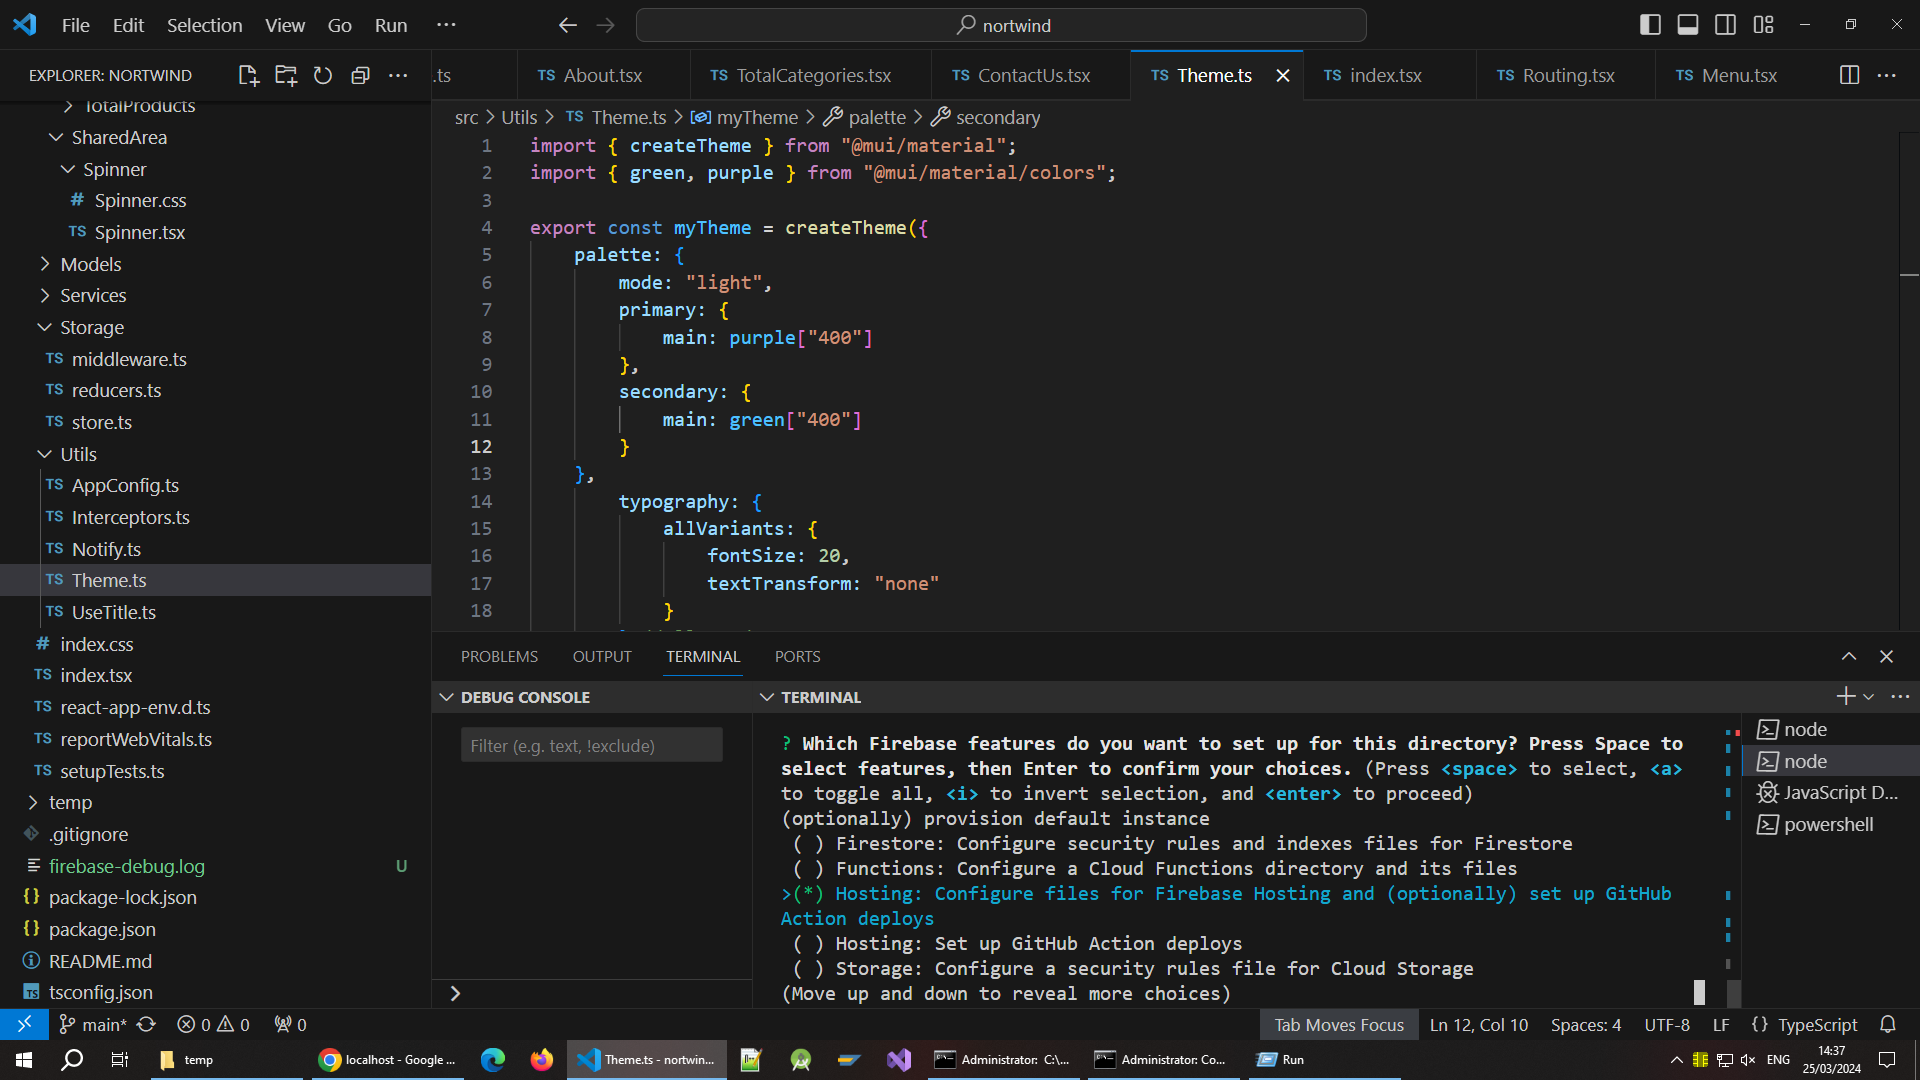 File Edit Selection View Go Run ···
nortwind
EXPLORER: NORTWIND
TotalProducts
SharedArea
Spinner
# Spinner.css
TS Spinner.tsx
Models
Services
Storage
TS middleware.ts
TS reducers.ts
TS store.ts
Utils
TS AppConfig.ts
TS Interceptors.ts
TS Notify.ts
TS Theme.ts
TS UseTitle.ts
# index.css
TS index.tsx
TS react-app-env.d.ts
TS reportWebVitals.ts
TS setupTests.ts
temp
.gitignore
firebase-debug.log U
{} package-lock.json
{} package.json
README.md
TS tsconfig.json
.ts TS About.tsx TS TotalCategories.tsx TS ContactUs.tsx TS Theme.ts TS index.tsx TS Routing.tsx TS Menu.tsx
src > Utils > TS Theme.ts > myTheme > palette > secondary
1 import { createTheme } from "@mui/material";
2 import { green, purple } from "@mui/material/colors";
3
4 export const myTheme = createTheme({
5 palette: {
6 mode: "light",
7 primary: {
8 main: purple["400"]
9 },
10 secondary: {
11 main: green["400"]
12 }
13 },
14 typography: {
15 allVariants: {
16 fontSize: 20,
17 textTransform: "none"
18 }
PROBLEMS OUTPUT TERMINAL PORTS
DEBUG CONSOLE
Filter (e.g. text, !exclude)
TERMINAL
? Which Firebase features do you want to set up for this directory? Press Space to
select features, then Enter to confirm your choices. (Press <space> to select, <a>
to toggle all, <i> to invert selection, and <enter> to proceed)
(optionally) provision default instance
( ) Firestore: Configure security rules and indexes files for Firestore
( ) Functions: Configure a Cloud Functions directory and its files
>(*) Hosting: Configure files for Firebase Hosting and (optionally) set up GitHub
Action deploys
( ) Hosting: Set up GitHub Action deploys
( ) Storage: Configure a security rules file for Cloud Storage
(Move up and down to reveal more choices)
node
node
JavaScript D...
powershell
main* 0 0 0
Tab Moves Focus Ln 12, Col 10 Spaces: 4 UTF-8 LF {} TypeScript
temp
localhost - Google ...
Theme.ts - nortwin...
Administrator: C:\...
Administrator: Co...
Run
ENG
14:37
25/03/2024